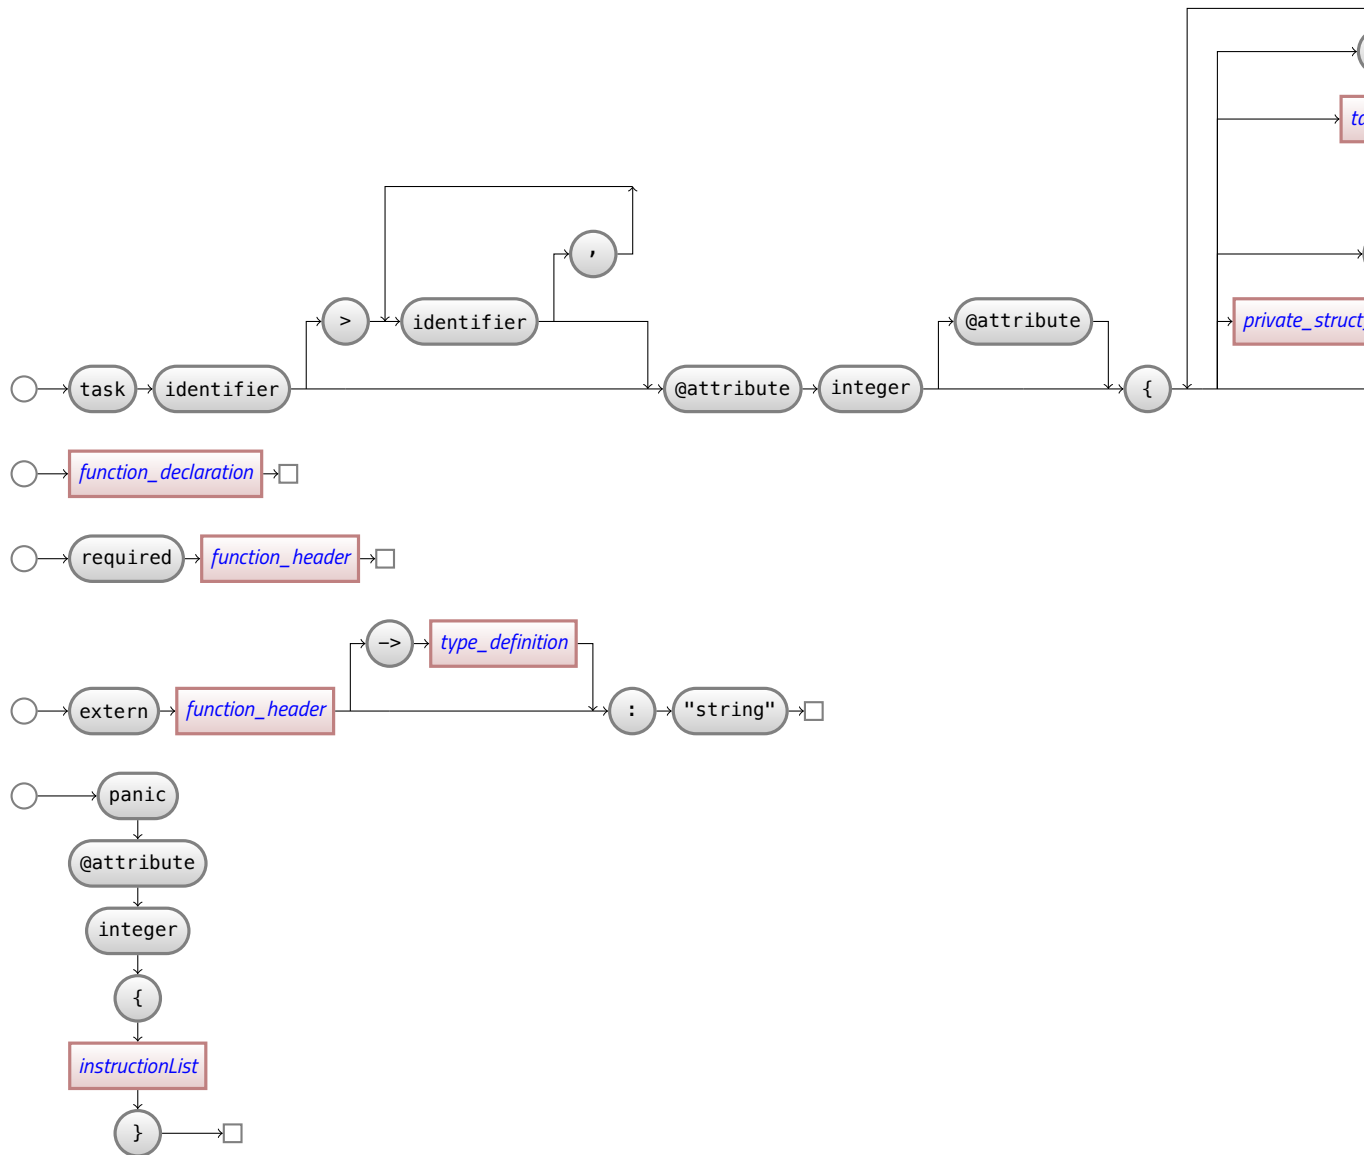 ,
> identifier @attribute private_struct
task identifier @attribute integer {
function_declaration
required function_header
-> type_definition
extern function_header : "string"
panic
@attribute
integer
{
instructionList
}